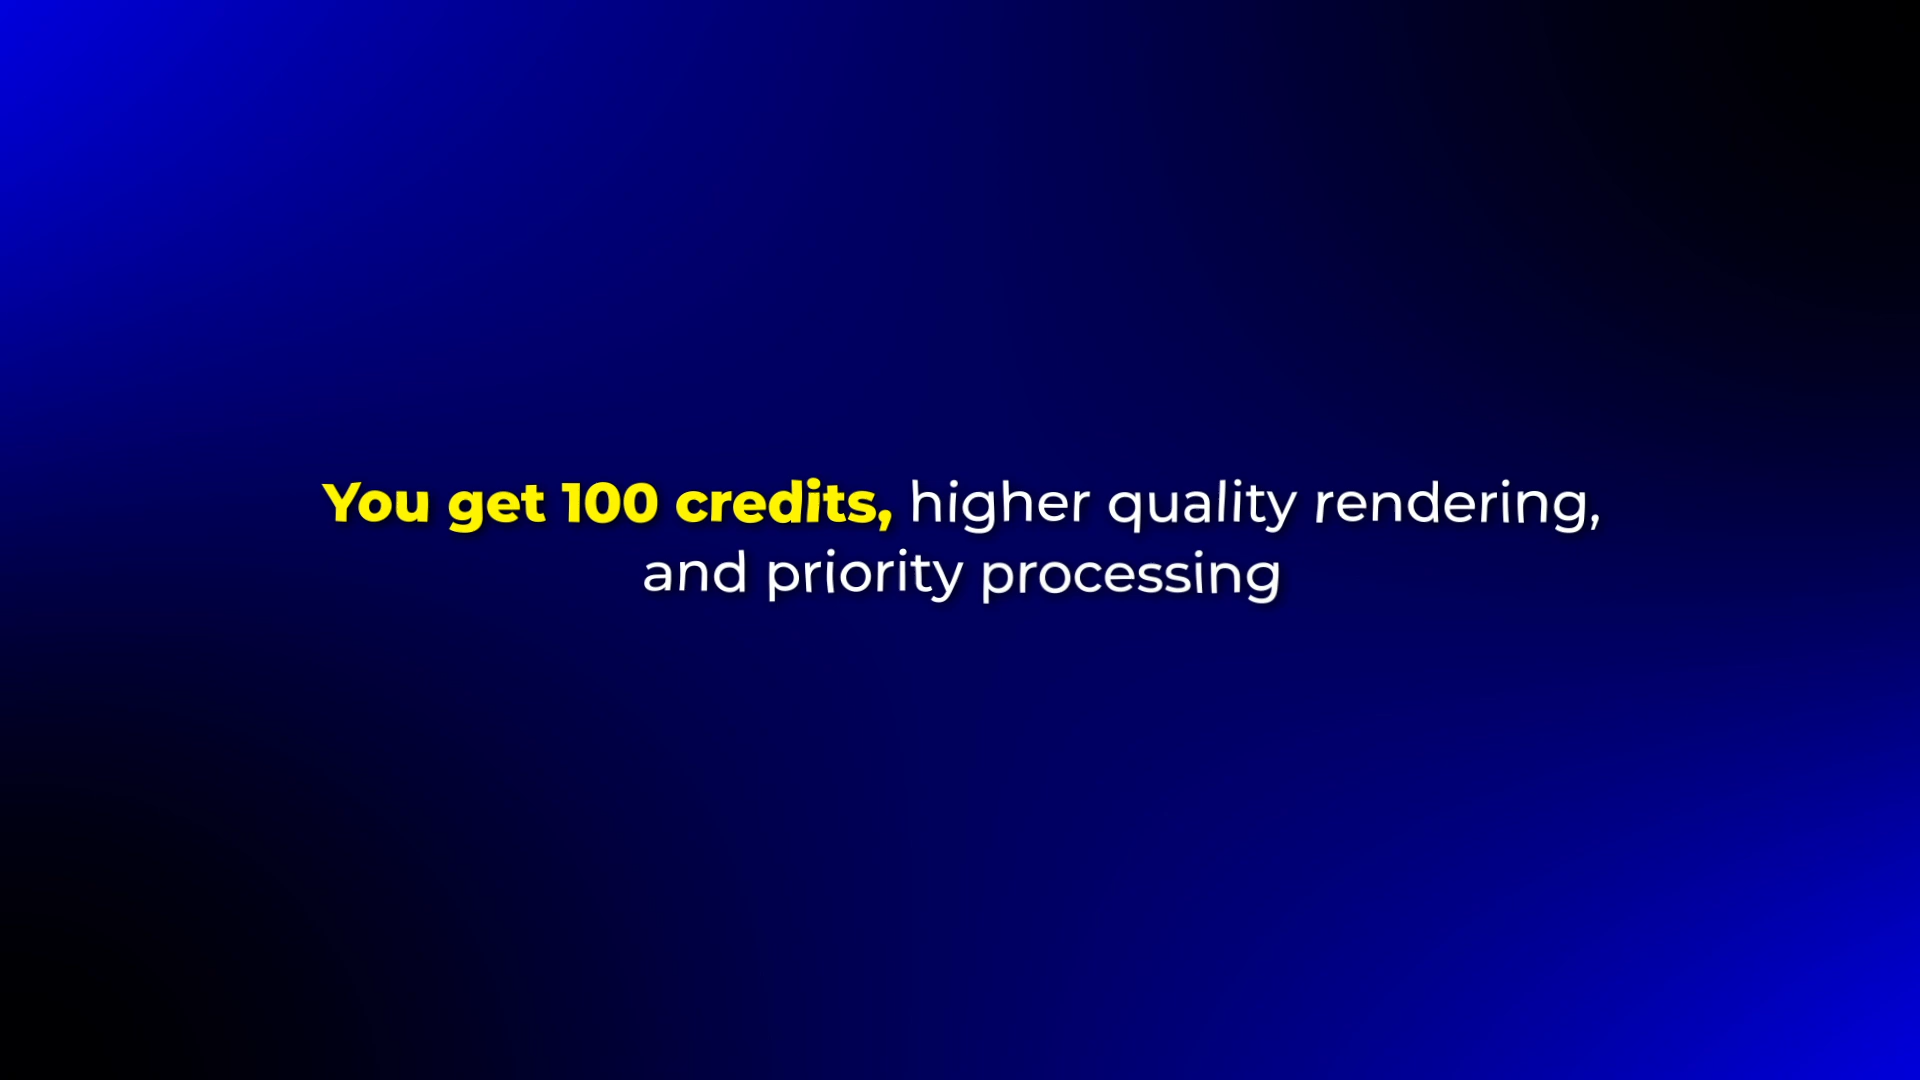 You get 100 credits, higher quality rendering,
and priority processing